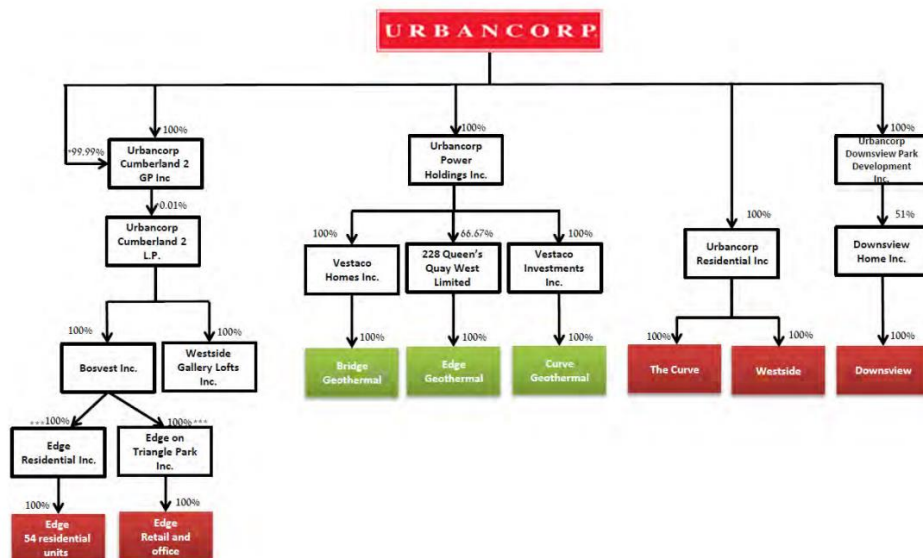 URBANCORP
100%
*99.99%
Urbancorp
Cumberland 2
GP Inc
100%
Urbancorp
Power
Holdings Inc.
100%
Urbancorp
Downsview Park
Development
Inc.
*0.01%
Urbancorp
Cumberland 2
L.P.
100%
Vestaco
Homes Inc.
66.67%
228 Queen's
Quay West
Limited
100%
Vestaco
Investments
Inc.
100%
Urbancorp
Residential Inc
51%
Downsview
Home Inc.
100%
Bosvest Inc.
100%
Westside
Gallery Lofts
Inc.
100%
Bridge
Geothermal
100%
Edge
Geothermal
100%
Curve
Geothermal
100%
The Curve
100%
Westside
100%
Downsview
***100%
Edge
Residential Inc.
100% ***
Edge on
Triangle Park
Inc.
100%
Edge
54 residential
units
100%
Edge
Retail and
office